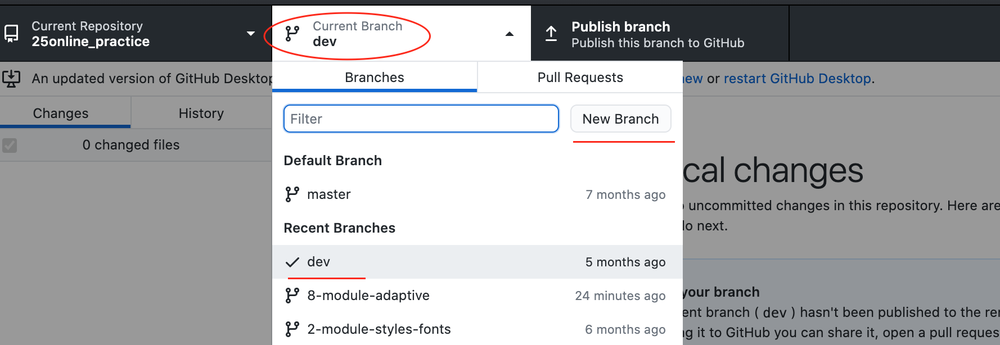 Current Repository
25online_practice
Current Branch
dev
Publish branch
Publish this branch to GitHub
An updated version of GitHub Desktop
new or restart GitHub Desktop.
Branches
Pull Requests
Changes
History
Filter
New Branch
0 changed files
Default Branch
master
7 months ago
cal changes
uncommitted changes in this repository. Here are
next.
Recent Branches
dev
5 months ago
8-module-adaptive
24 minutes ago
2-module-styles-fonts
6 months ago
your branch
ent branch ( dev ) hasn't been published to the rem
g it to GitHub you can share it, open a pull reques